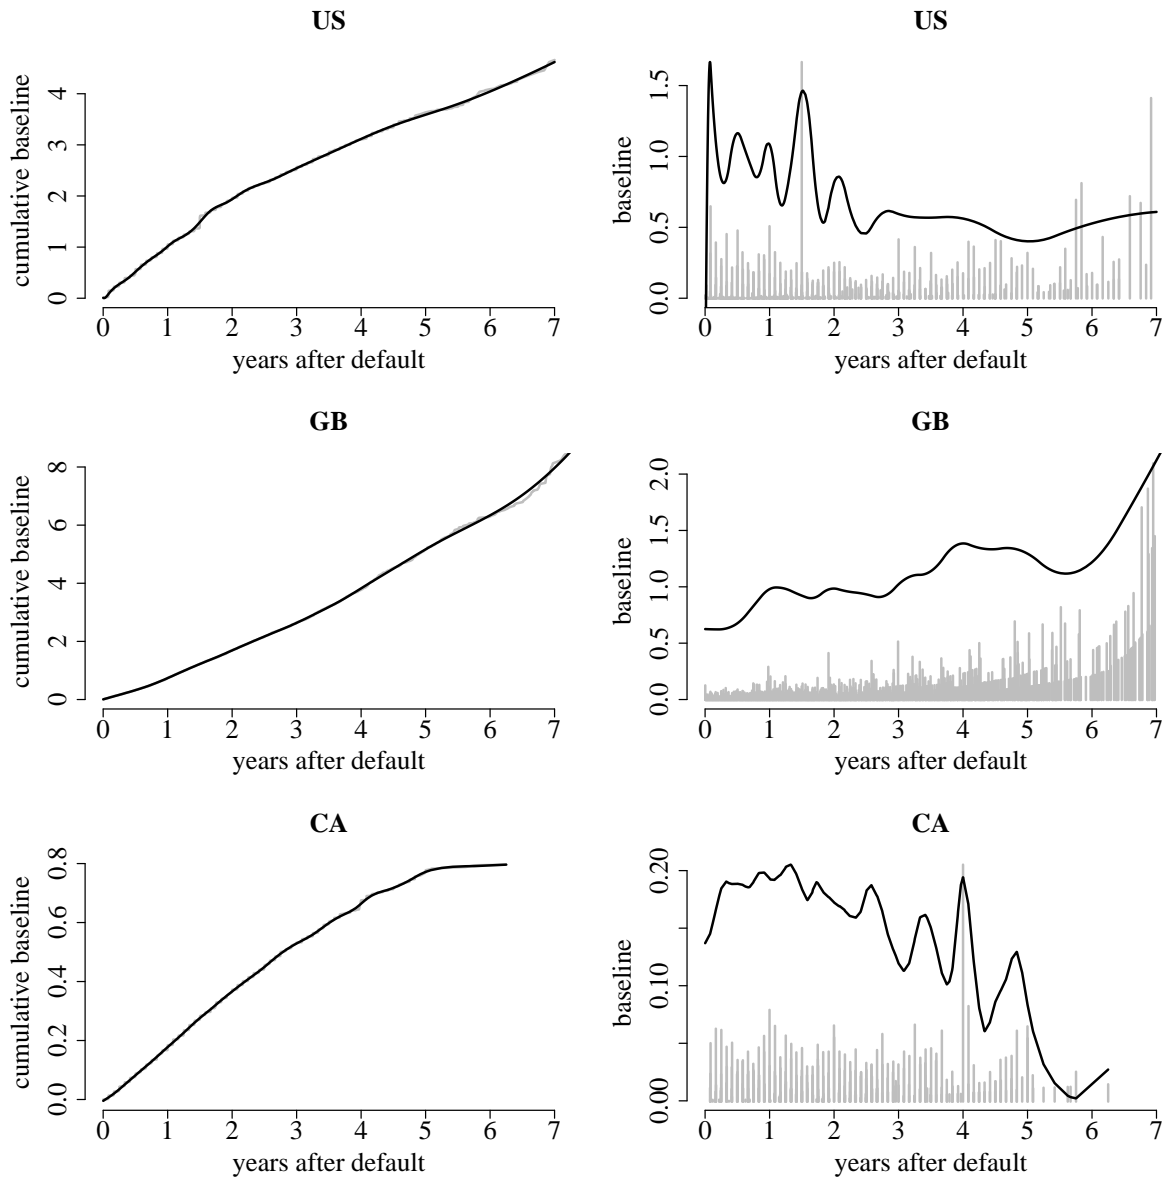 US
cumulative baseline
0 1 2 3 4
0 1 2 3 4 5 6 7
years after default
US
baseline
0.0 0.5 1.0 1.5
0 1 2 3 4 5 6 7
years after default
GB
cumulative baseline
0 2 4 6 8
0 1 2 3 4 5 6 7
years after default
GB
baseline
0.0 0.5 1.0 1.5 2.0
0 1 2 3 4 5 6 7
years after default
CA
cumulative baseline
0.0 0.2 0.4 0.6 0.8
0 1 2 3 4 5 6 7
years after default
CA
baseline
0.00 0.10 0.20
0 1 2 3 4 5 6 7
years after default